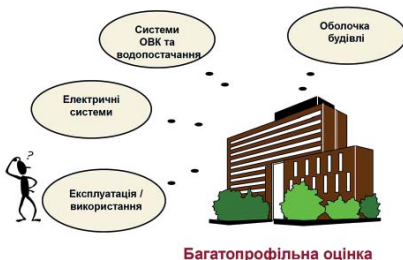 Системи
ОВК та
водопостачання
Оболочка
будівлі
Електричні
системи
?
Експлуатація /
використання
Багатопрофільна оцінка